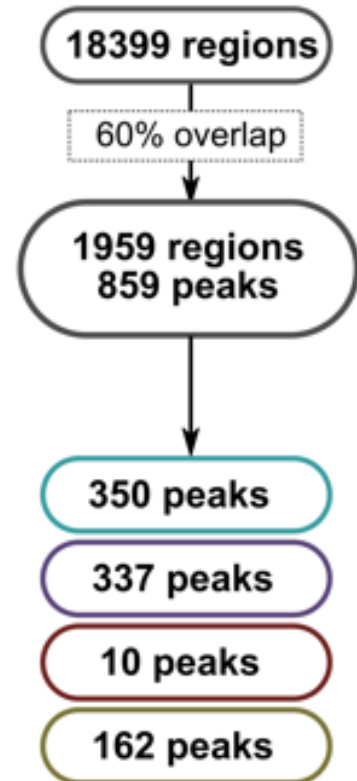 18399 regions
60% overlap
1959 regions
859 peaks
350 peaks
337 peaks
10 peaks
162 peaks